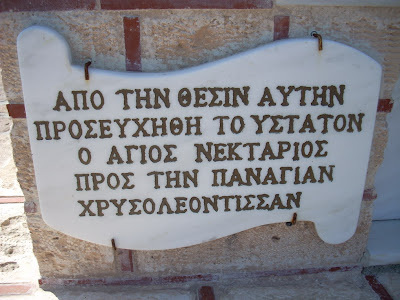 ΑΠΟ ΤΗΝ ΘΕΣΙΝ ΑΥΤΗΝ
ΠΡΟΣΕΥΧΗΘΗ ΤΟ ΥΣΤΑΤΟΝ
Ο ΑΓΙΟΣ ΝΕΚΤΑΡΙΟΣ
ΠΡΟΣ ΤΗΝ ΠΑΝΑΓΙΑΝ
ΧΡΥΣΟΛΕΟΝΤΙΣΣΑΝ